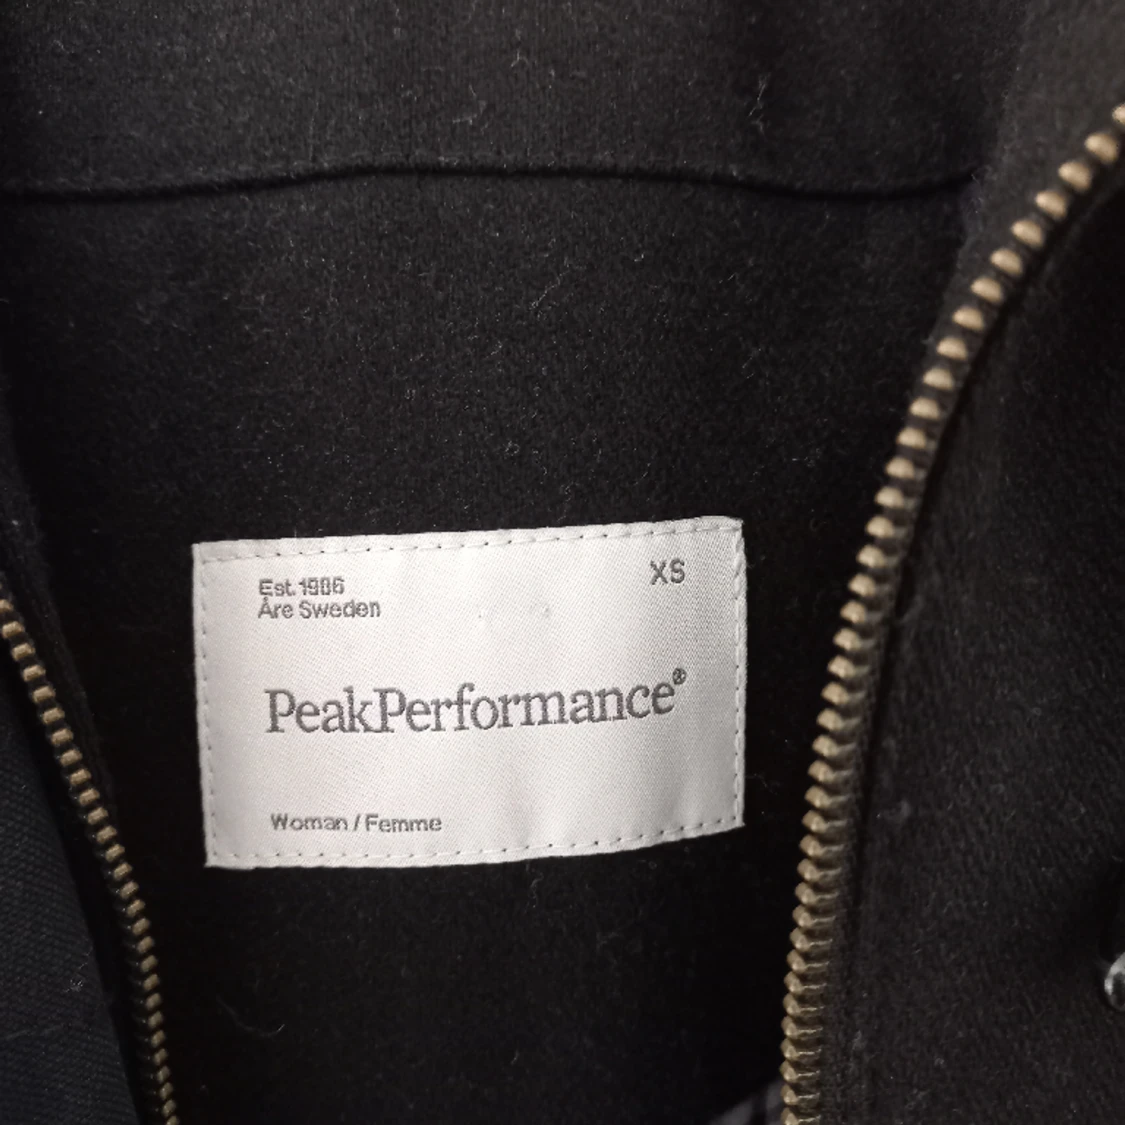 Est.1986
Åre Sweden
XS
PeakPerformance®
Woman / Femme